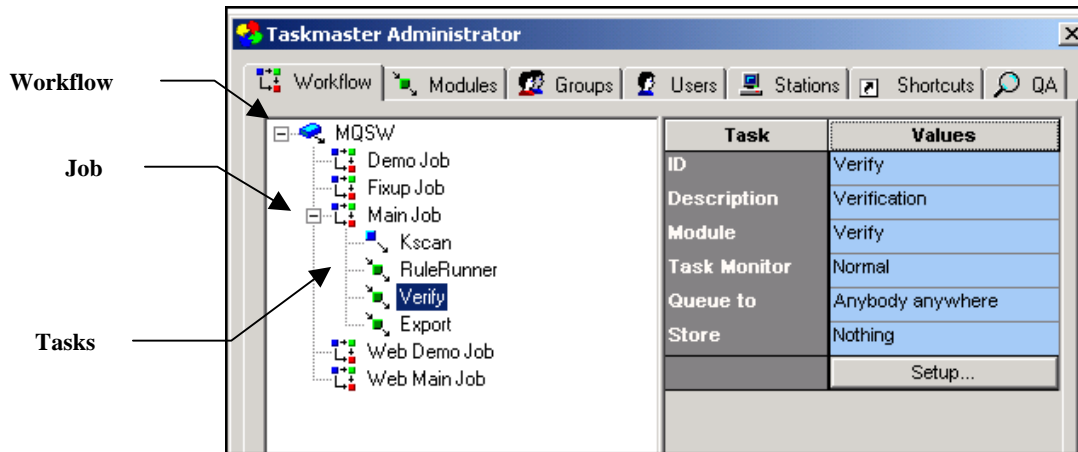 Taskmaster Administrator
Workflow Modules Groups Users Stations Shortcuts QA
Workflow
Job
Tasks
MQSW
Demo Job
Fixup Job
Main Job
Kscan
RuleRunner
Verify
Export
Web Demo Job
Web Main Job
Task Values
ID Verify
Description Verification
Module Verify
Task Monitor Normal
Queue to Anybody anywhere
Store Nothing
Setup...